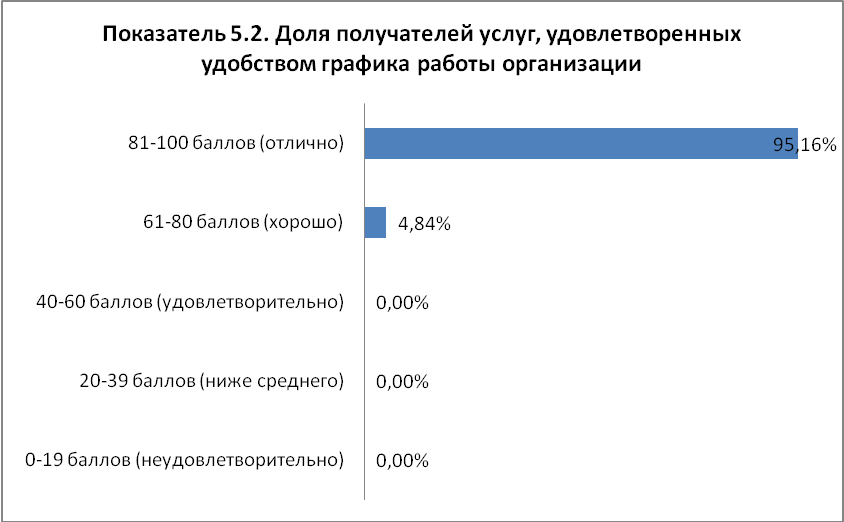 Показатель 5.2. Доля получателей услуг, удовлетворенных
удобством графика работы организации
81-100 баллов (отлично) 95,16%
61-80 баллов (хорошо) 4,84%
40-60 баллов (удовлетворительно) 0,00%
20-39 баллов (ниже среднего) 0,00%
0-19 баллов (неудовлетворительно) 0,00%